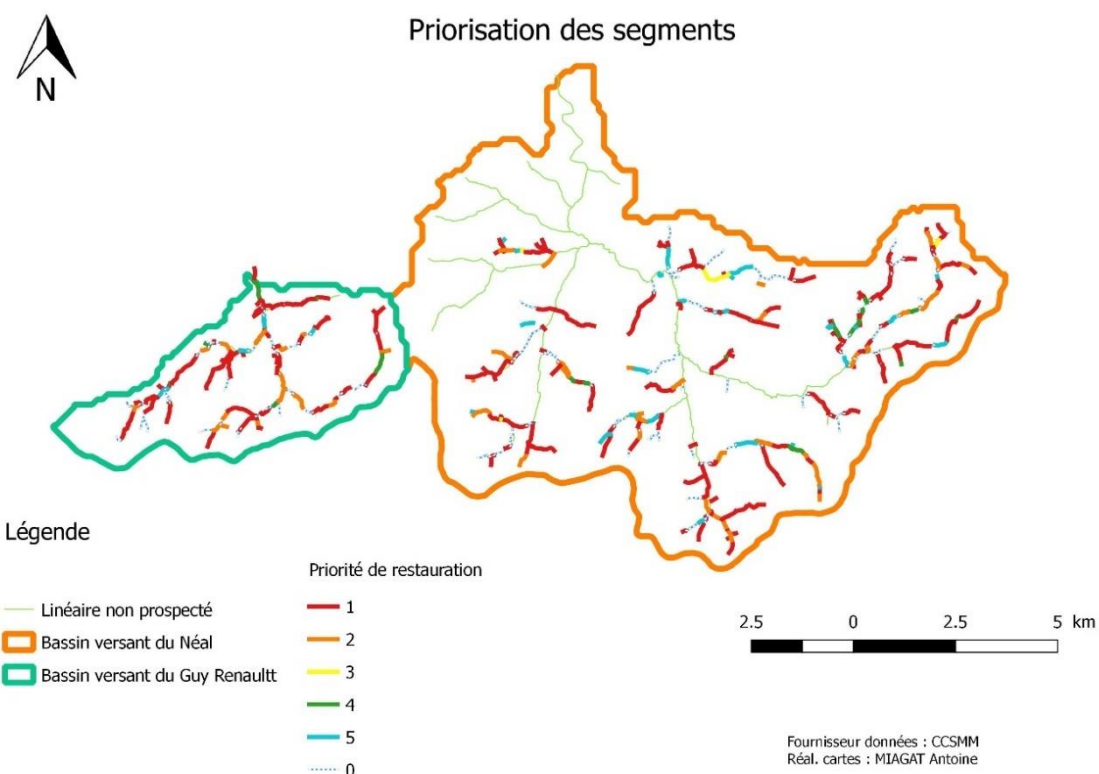 Priorisation des segments
N
Légende
Linéaire non prospecté
Bassin versant du Néal
Bassin versant du Guy Renaultt
Priorité de restauration
1
2
3
4
5
0
2.5 0 2.5 5 km
Fournisseur données : CCSMM
Réal. cartes : MIAGAT Antoine